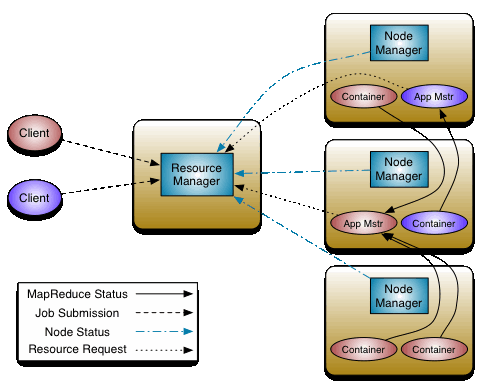 Node
Manager
Container
App Mstr
Client
Resource
Manager
Node
Manager
Client
App Mstr
Container
Node
Manager
MapReduce Status
Job Submission
Node Status
Resource Request
Container
Container